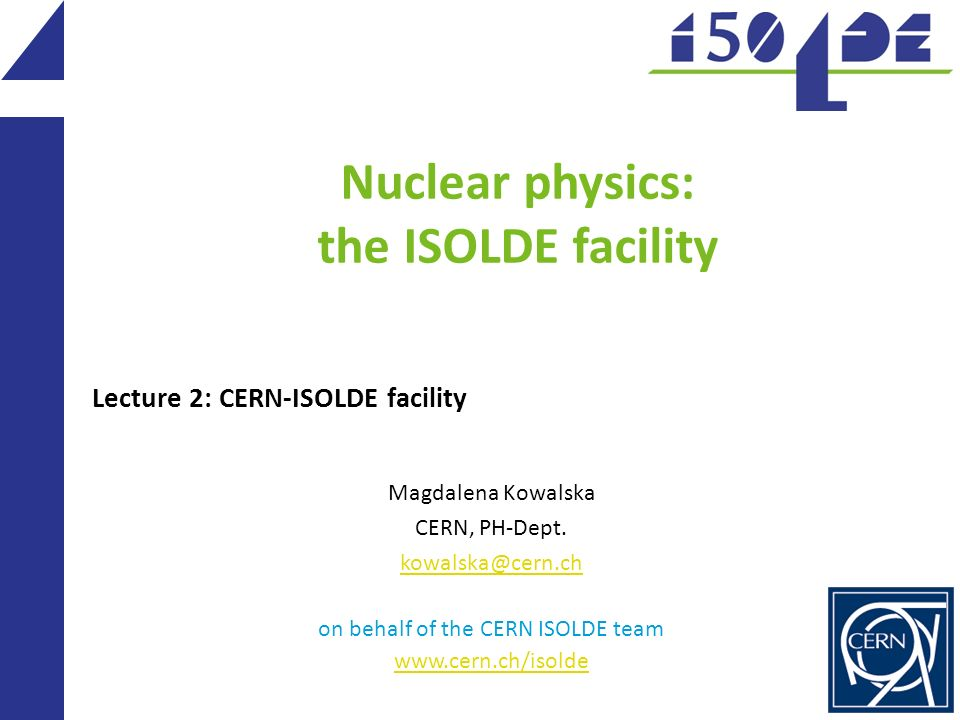 ISOLDE
Nuclear physics:
the ISOLDE facility
Lecture 2: CERN-ISOLDE facility
Magdalena Kowalska
CERN, PH-Dept.
kowalska@cern.ch
on behalf of the CERN ISOLDE team
www.cern.ch/isolde
CERN